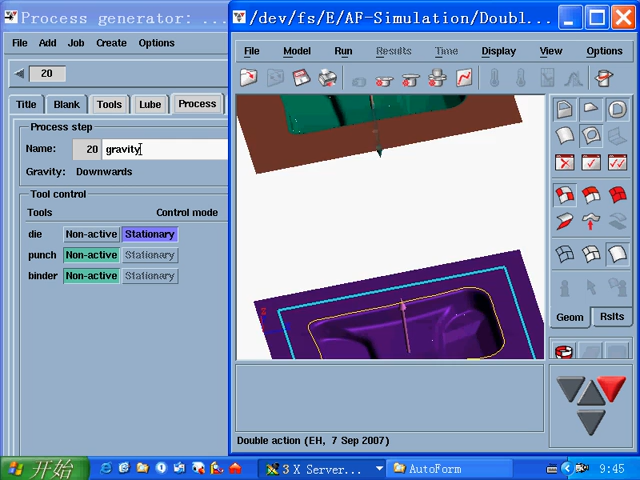 Process generator: ...
File Add Job Create Options
20
Title Blank Tools Lube Process
Process step
Name: 20 gravity
Gravity: Downwards
Tool control
Tools Control mode
die Non-active Stationary
punch Non-active Stationary
binder Non-active Stationary
/dev/fs/E/AF-Simulation/Doubl...
File Model Run Results Time Display View Options
Geom Rslts
Double action (EH, 7 Sep 2007)
开始 3 X Server... AutoForm 9:45